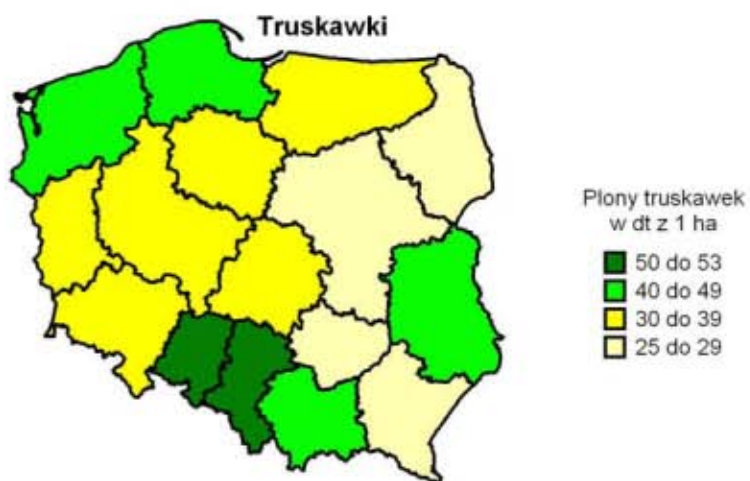 Truskawki
Plony truskawek
w dt z 1 ha
50 do 53
40 do 49
30 do 39
25 do 29